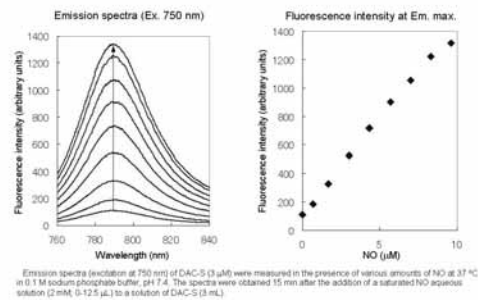 Emission spectra (Ex. 750 nm)
Fluorescence intensity (arbitrary units)
1400
1200
1000
800
600
400
200
0
760
780
800
820
840
Wavelength (nm)
Fluorescence intensity at Em. max.
Fluorescence intensity (arbitrary units)
1400
1200
1000
800
600
400
200
0
0
5
10
NO (μM)
Emission spectra (excitation at 750 nm) of DAC-S (3 μM) were measured in the presence of various amounts of NO at 37 ºC
in 0.1 M sodium phosphate buffer, pH 7.4. The spectra were obtained 15 min after the addition of a saturated NO aqueous
solution (2 mM; 0-12.5 μL) to a solution of DAC-S (3 mL).